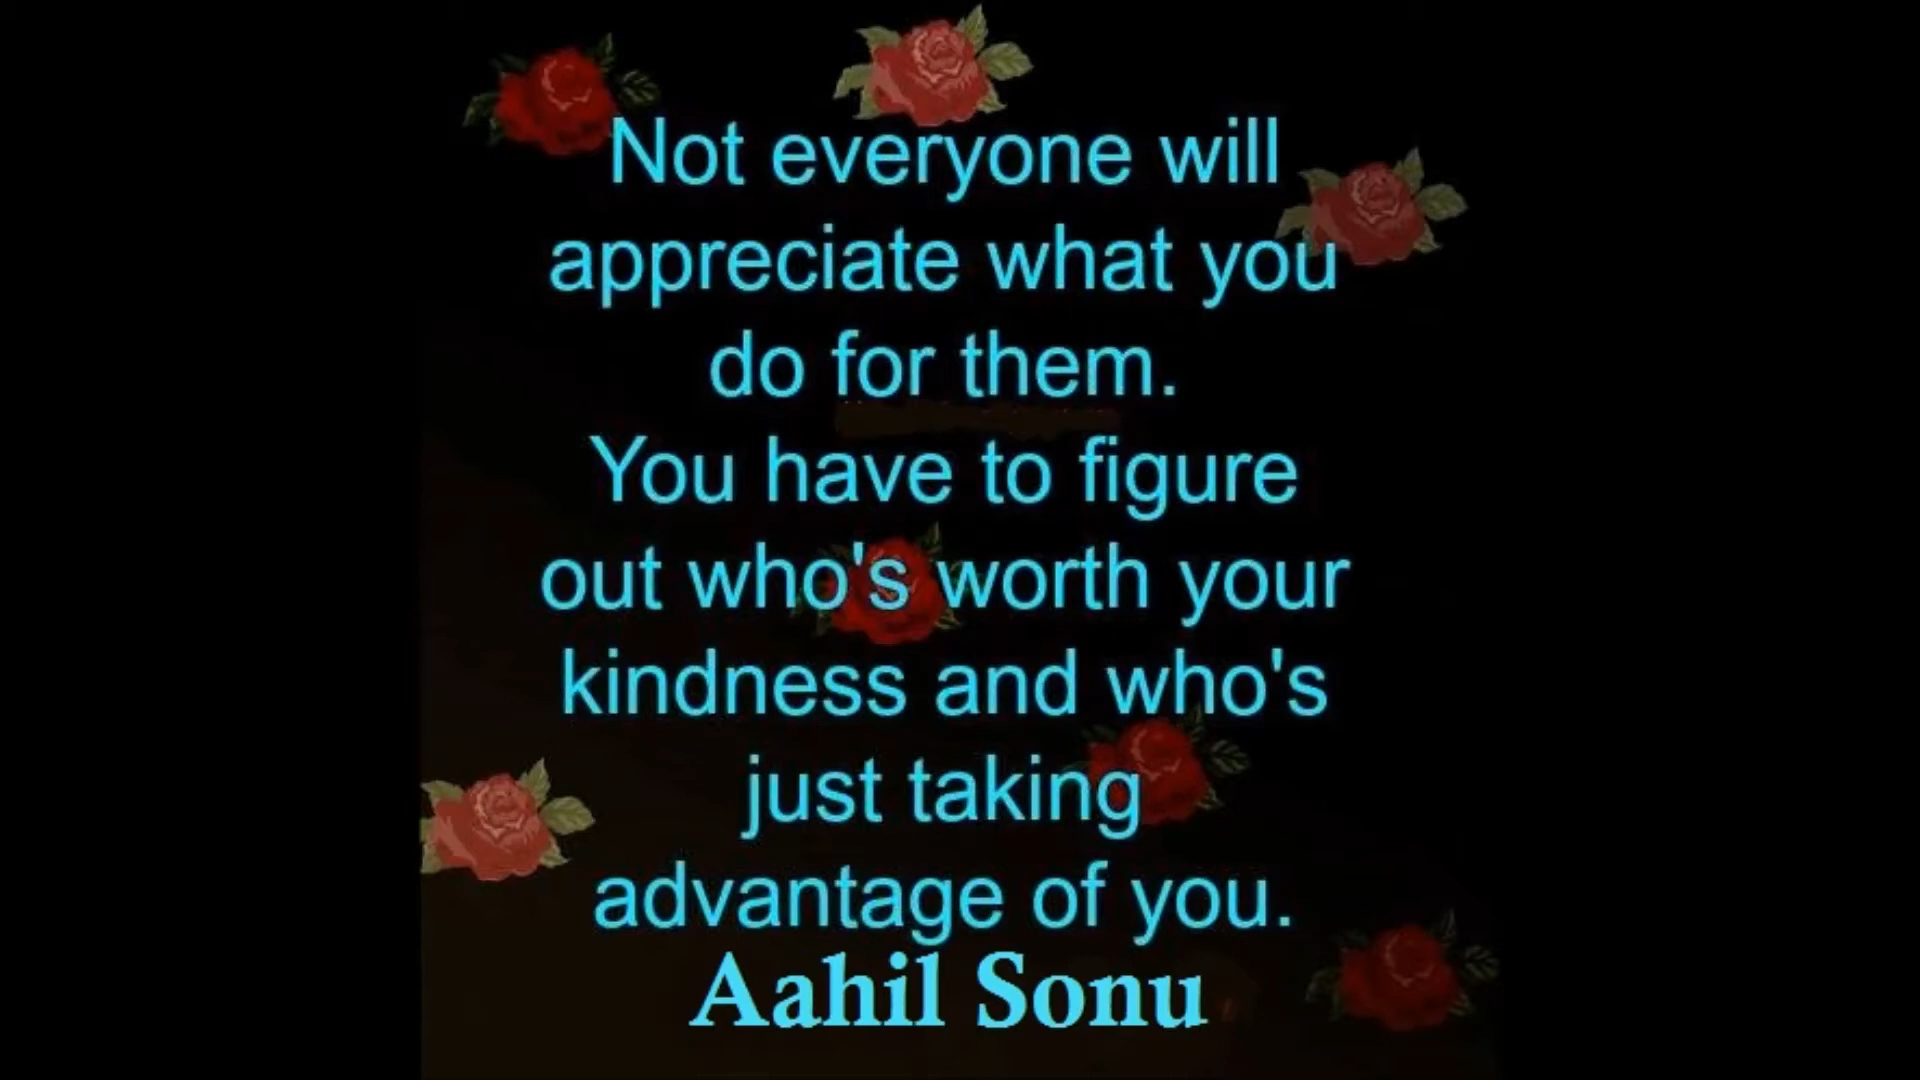 Not everyone will
appreciate what you
do for them.
You have to figure
out who's worth your
kindness and who's
just taking
advantage of you.
Aahil Sonu